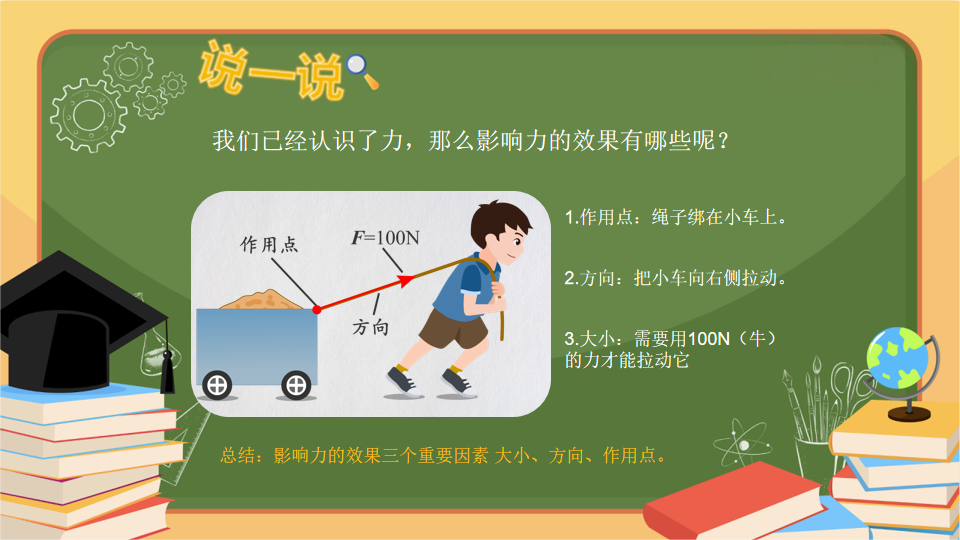 说一说
我们已经认识了力，那么影响力的效果有哪些呢？
作用点
F=100N
方向
1.作用点：绳子绑在小车上。
2.方向：把小车向右侧拉动。
3.大小：需要用100N（牛）
的力才能拉动它
总结：影响力的效果三个重要因素 大小、方向、作用点。